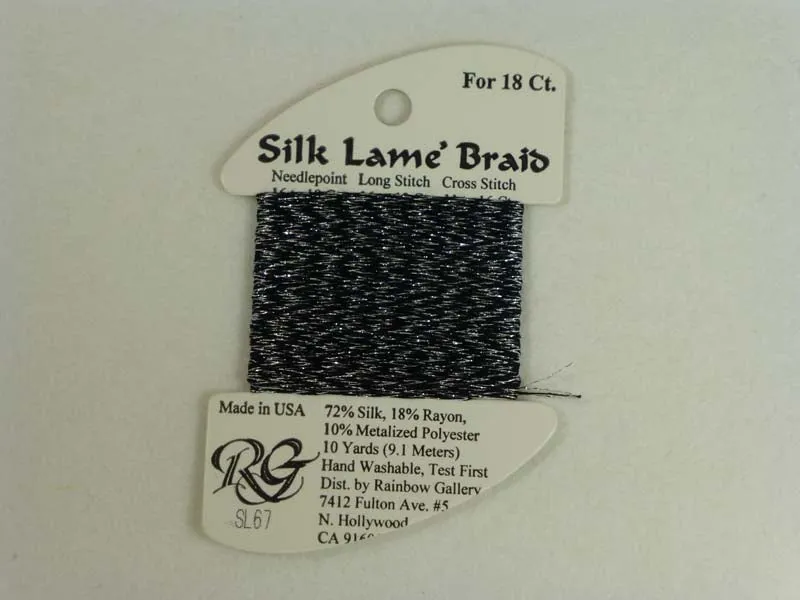 For 18 Ct.
Silk Lame' Braid
Needlepoint Long Stitch Cross Stitch
Made in USA
72% Silk, 18% Rayon,
10% Metalized Polyester
10 Yards (9.1 Meters)
Hand Washable, Test First
Dist. by Rainbow Gallery
7412 Fulton Ave. #5
N. Hollywood
CA
RG
SL67